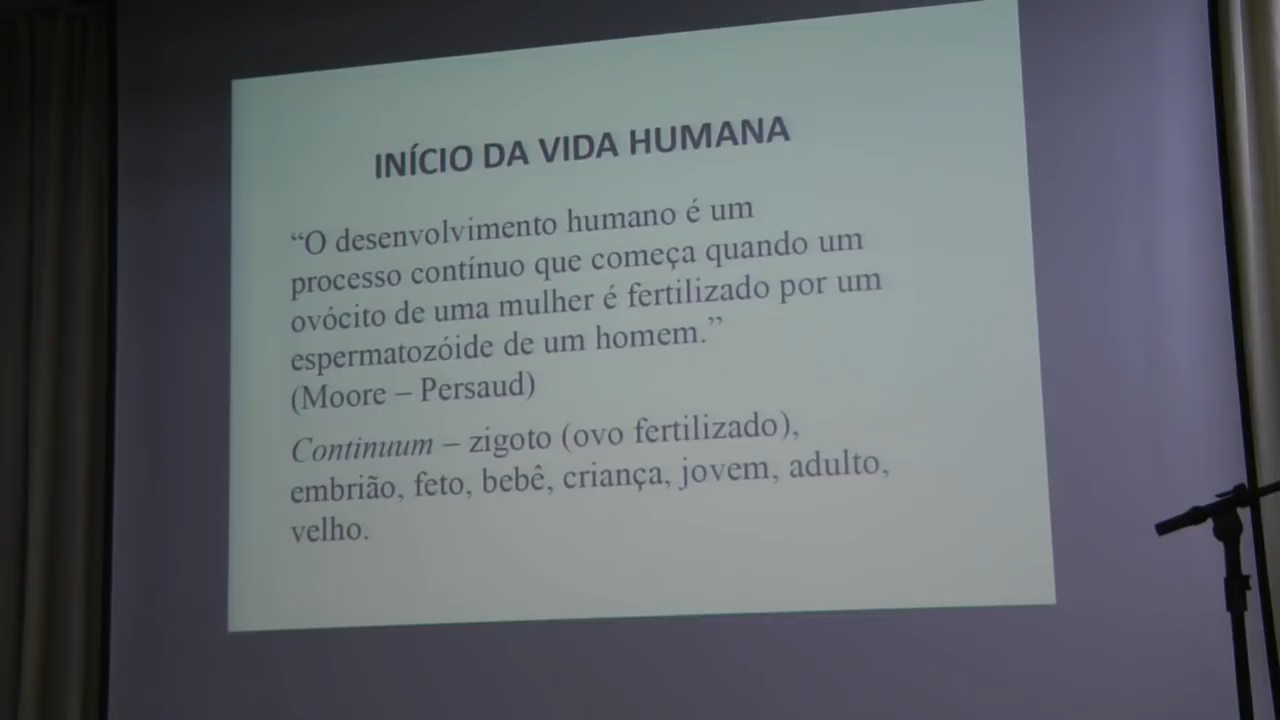 INÍCIO DA VIDA HUMANA
“O desenvolvimento humano é um
processo contínuo que começa quando um
ovócito de uma mulher é fertilizado por um
espermatozóide de um homem.”
(Moore – Persaud)
Continuum – zigoto (ovo fertilizado),
embrião, feto, bebê, criança, jovem, adulto,
velho.